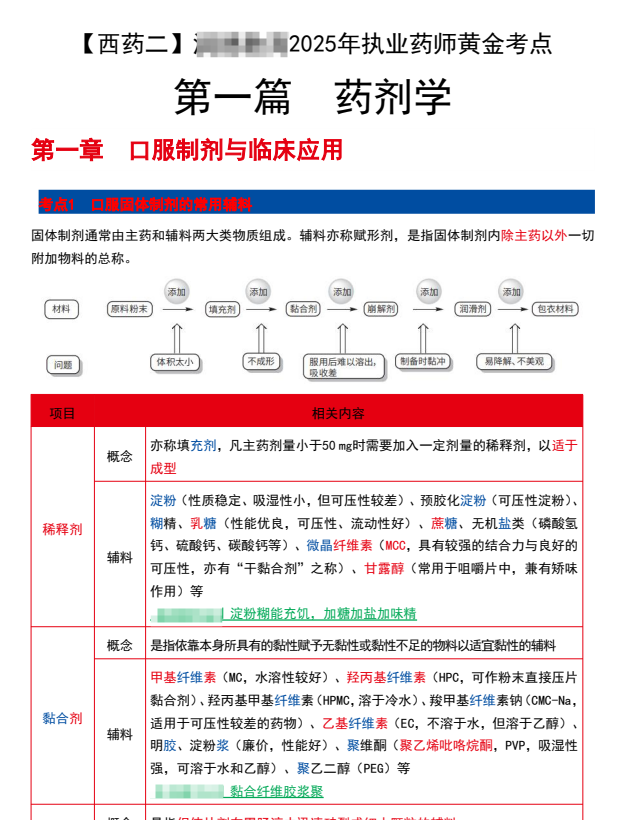 【西药二】2025年执业药师黄金考点
第一篇 药剂学
第一章 口服制剂与临床应用
考点1 口服固体制剂的常用辅料
固体制剂通常由主药和辅料两大类物质组成。辅料亦称赋形剂，是指固体制剂内除主药以外一切
附加物料的总称。
添加 添加 添加 添加 添加
材料 原料粉末 填充剂 黏合剂 崩解剂 润滑剂 包衣材料
问题 体积太小 不成形 服用后难以溶出，吸收差 制备时黏冲 易降解、不美观
项目 相关内容
稀释剂
概念
亦称填充剂，凡主药剂量小于50 mg时需要加入一定剂量的稀释剂，以适于
成型
辅料
淀粉（性质稳定、吸湿性小，但可压性较差）、预胶化淀粉（可压性淀粉）、
糊精、乳糖（性能优良，可压性、流动性好）、蔗糖、无机盐类（磷酸氢
钙、硫酸钙、碳酸钙等）、微晶纤维素（MCC，具有较强的结合力与良好的
可压性，亦有“干黏合剂”之称）、甘露醇（常用于咀嚼片中，兼有矫味
作用）等
淀粉糊能充饥，加糖加盐加味精
黏合剂
概念
是指依靠本身所具有的黏性赋予无黏性或黏性不足的物料以适宜黏性的辅料
辅料
甲基纤维素（MC，水溶性较好）、羟丙基纤维素（HPC，可作粉末直接压片
黏合剂）、羟丙基甲基纤维素（HPMC，溶于冷水）、羧甲基纤维素钠（CMC-Na，
适用于可压性较差的药物）、乙基纤维素（EC，不溶于水，但溶于乙醇）、
明胶、淀粉浆（廉价，性能好）、聚维酮（聚乙烯吡咯烷酮，PVP，吸湿性
强，可溶于水和乙醇）、聚乙二醇（PEG）等
黏合纤维胶浆聚